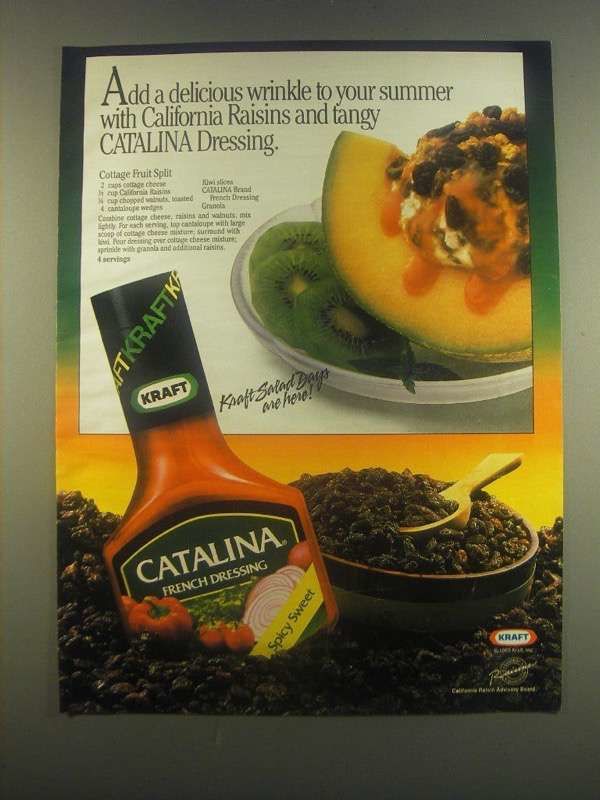 Add a delicious wrinkle to your summer
with California Raisins and tangy
CATALINA Dressing.
Cottage Fruit Split
2 cups cottage cheese
½ cup California Raisins
¼ cup chopped walnuts, toasted
4 cantaloupe wedges
Kiwi slices
CATALINA Brand
French Dressing
Granola
Combine cottage cheese, raisins and walnuts; mix
lightly. For each serving, top cantaloupe with large
scoop of cottage cheese mixture; surround with
kiwi. Pour dressing over cottage cheese mixture;
sprinkle with granola and additional raisins.
4 servings
Kraft Salad Days
are here!
KRAFT
KRAFT
CATALINA®
FRENCH DRESSING
Spicy Sweet
KRAFT
Kraft, Inc.
Raisins
California Raisin Advisory Board